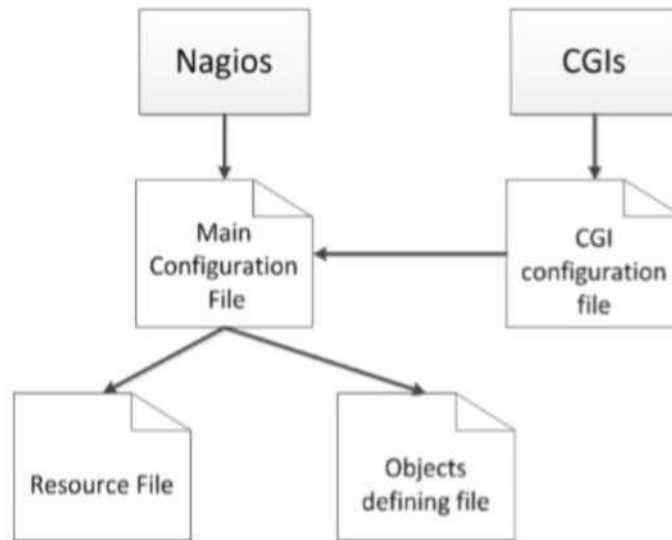 Nagios
CGIs
Main
Configuration
File
CGI
configuration
file
Resource File
Objects
defining file